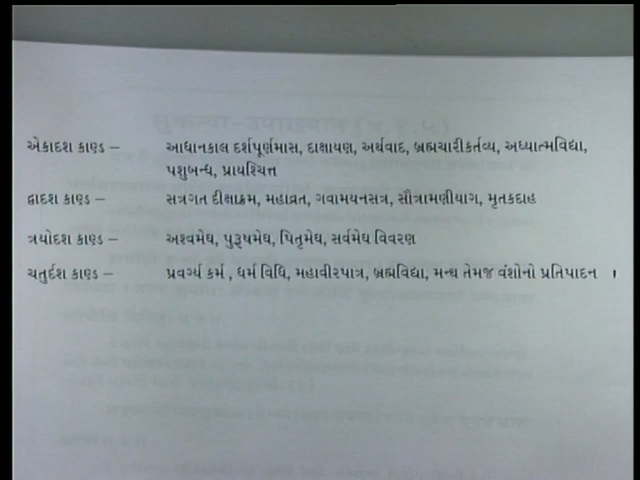 એકાદશ કાણ્ડ – આધાનકાલ દર્શપૂર્ણમાસ, દાક્ષાયણ, અર્થવાદ, બ્રહ્મચારીકર્તવ્ય, અધ્યાત્મવિદ્યા,
પશુબન્ધ, પ્રાયશ્ચિત્ત
દ્વાદશ કાણ્ડ – સત્રગત દીક્ષાક્રમ, મહાવ્રત, ગવામયનસત્ર, સૌત્રામણીયાગ, મૃતકદાહ
ત્રયોદશ કાણ્ડ – અશ્વમેઘ, પુરૂષમેઘ, પિતૃમેઘ, સર્વમેઘ વિવરણ
ચતુર્દશ કાણ્ડ – પ્રવર્ગ્ય કર્મ , ધર્મ વિધિ, મહાવીરપાત્ર, બ્રહ્મવિદ્યા, મન્થ તેમજ વંશોનો પ્રતિપાદન ।